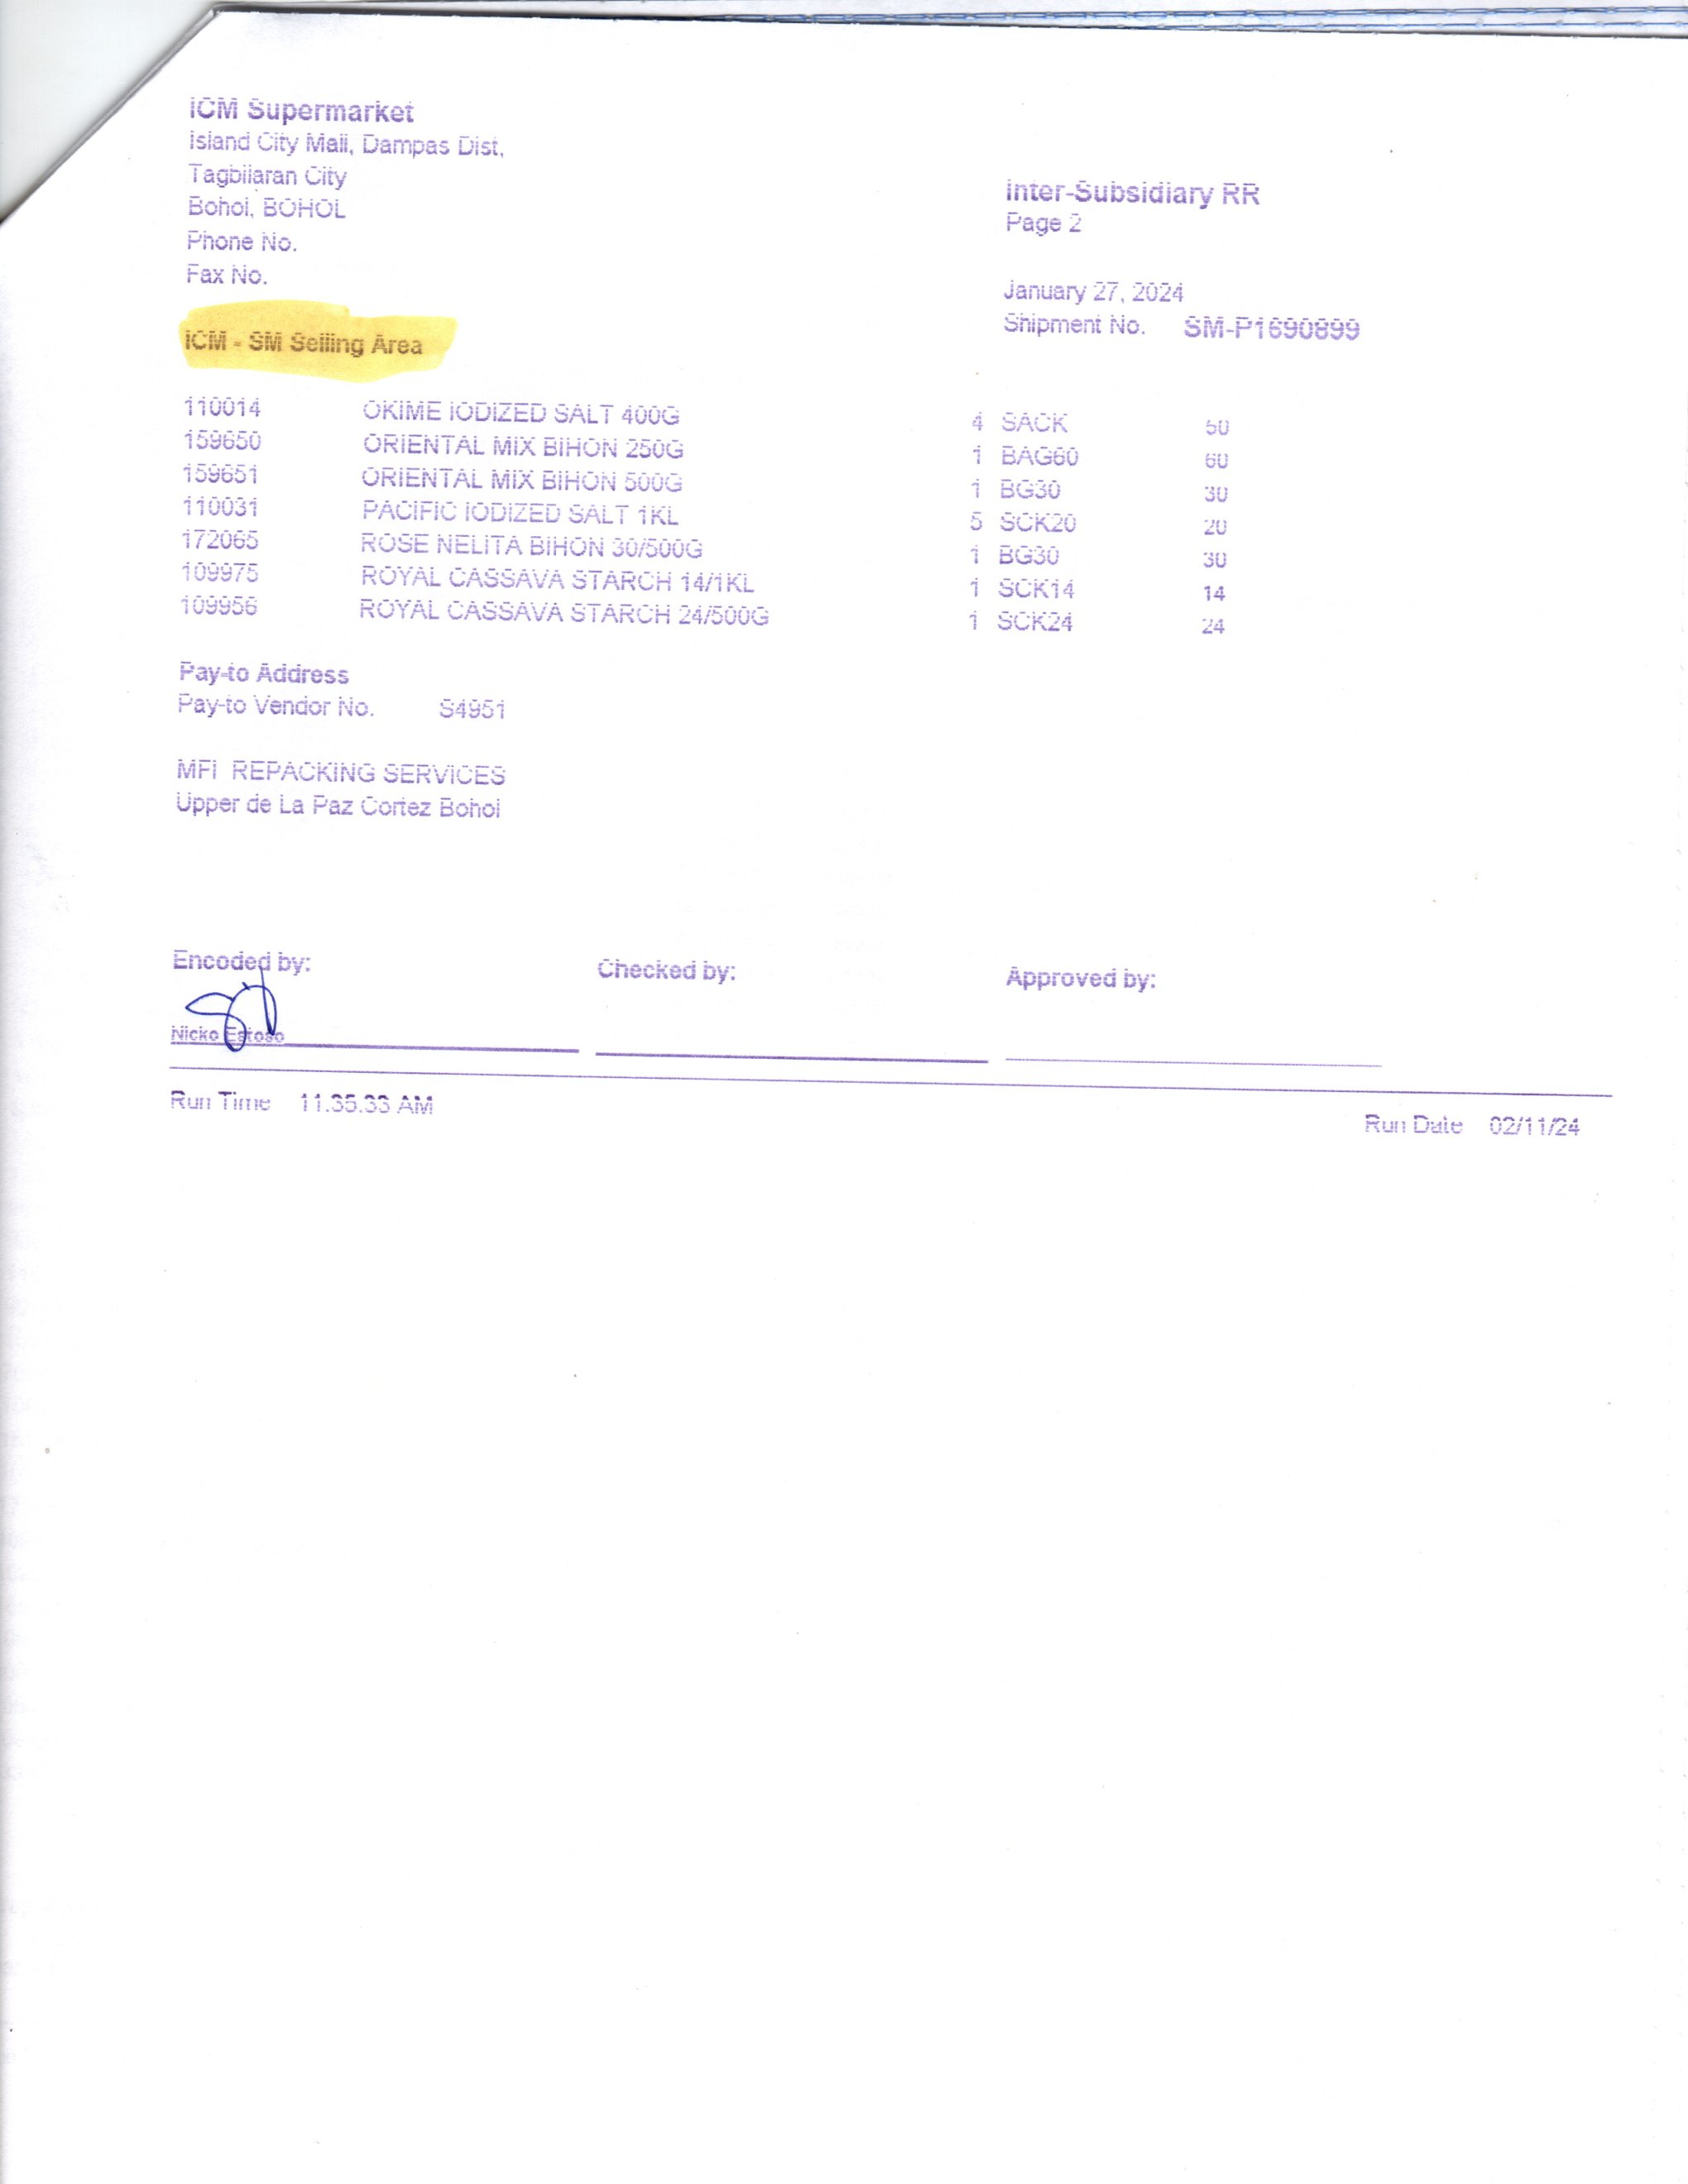 ICM Supermarket
Island City Mall, Dampas Dist,
Tagbilaran City
Bohol, BOHOL
Phone No.
Fax No.
Inter-Subsidiary RR
Page 2
January 27, 2024
Shipment No. SM-P1690899
ICM - SM Selling Area
110014 OKIME IODIZED SALT 400G 4 SACK 50
159650 ORIENTAL MIX BIHON 250G 1 BAG60 60
159651 ORIENTAL MIX BIHON 500G 1 BG30 30
110031 PACIFIC IODIZED SALT 1KL 5 SCK20 20
172065 ROSE NELITA BIHON 30/500G 1 BG30 30
109975 ROYAL CASSAVA STARCH 14/1KL 1 SCK14 14
109956 ROYAL CASSAVA STARCH 24/500G 1 SCK24 24
Pay-to Address
Pay-to Vendor No. S4951
MFI REPACKING SERVICES
Upper de La Paz Cortez Bohol
Encoded by: Checked by: Approved by:
Nicko Estoso
Run Time 11.35.33 AM
Run Date 02/11/24